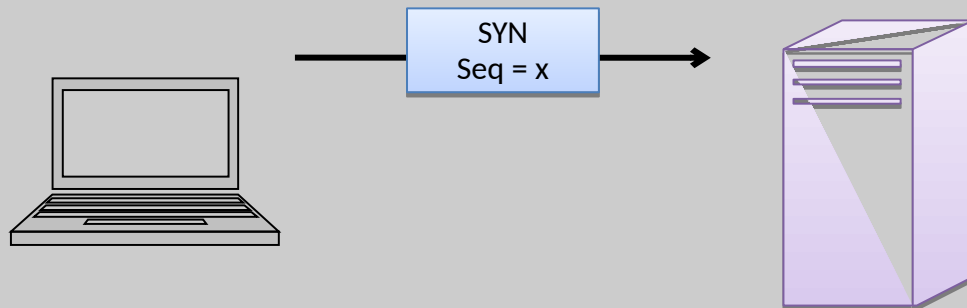 SYN
Seq = x